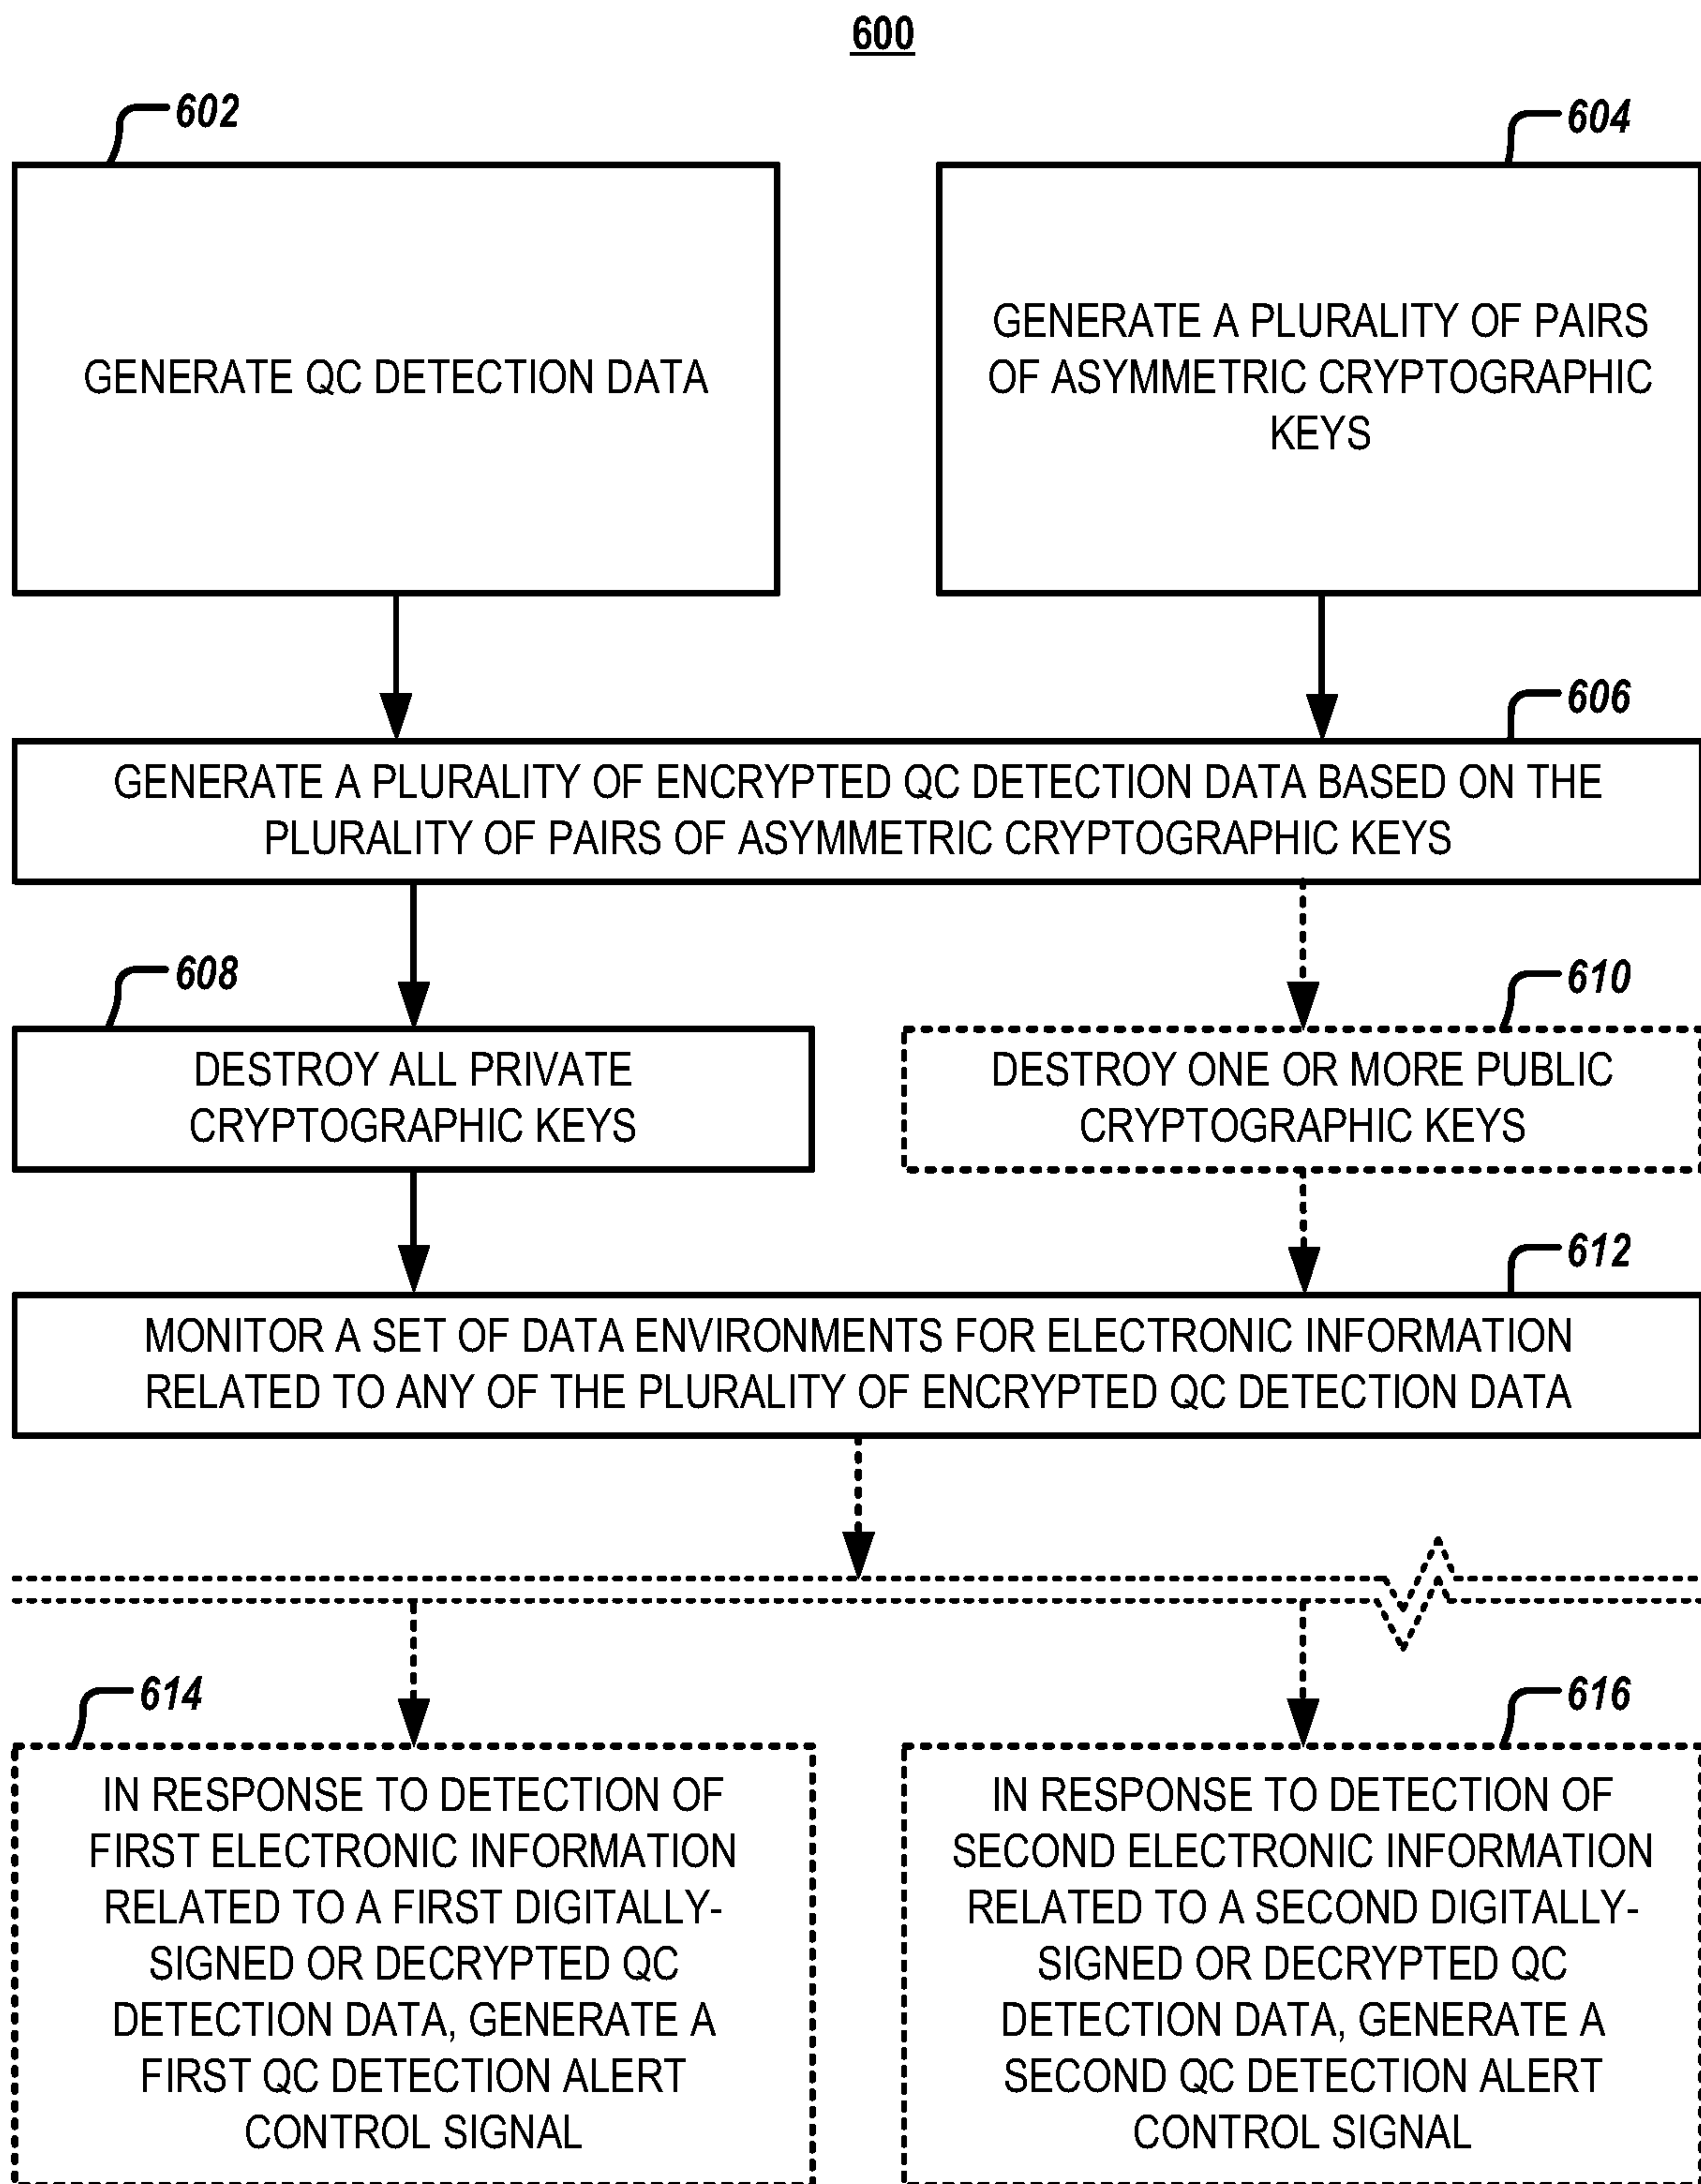 600
602
604
GENERATE QC DETECTION DATA
GENERATE A PLURALITY OF PAIRS
OF ASYMMETRIC CRYPTOGRAPHIC
KEYS
606
GENERATE A PLURALITY OF ENCRYPTED QC DETECTION DATA BASED ON THE
PLURALITY OF PAIRS OF ASYMMETRIC CRYPTOGRAPHIC KEYS
608
610
DESTROY ALL PRIVATE
CRYPTOGRAPHIC KEYS
DESTROY ONE OR MORE PUBLIC
CRYPTOGRAPHIC KEYS
612
MONITOR A SET OF DATA ENVIRONMENTS FOR ELECTRONIC INFORMATION
RELATED TO ANY OF THE PLURALITY OF ENCRYPTED QC DETECTION DATA
614
616
IN RESPONSE TO DETECTION OF
FIRST ELECTRONIC INFORMATION
RELATED TO A FIRST DIGITALLY-
SIGNED OR DECRYPTED QC
DETECTION DATA, GENERATE A
FIRST QC DETECTION ALERT
CONTROL SIGNAL
IN RESPONSE TO DETECTION OF
SECOND ELECTRONIC INFORMATION
RELATED TO A SECOND DIGITALLY-
SIGNED OR DECRYPTED QC
DETECTION DATA, GENERATE A
SECOND QC DETECTION ALERT
CONTROL SIGNAL